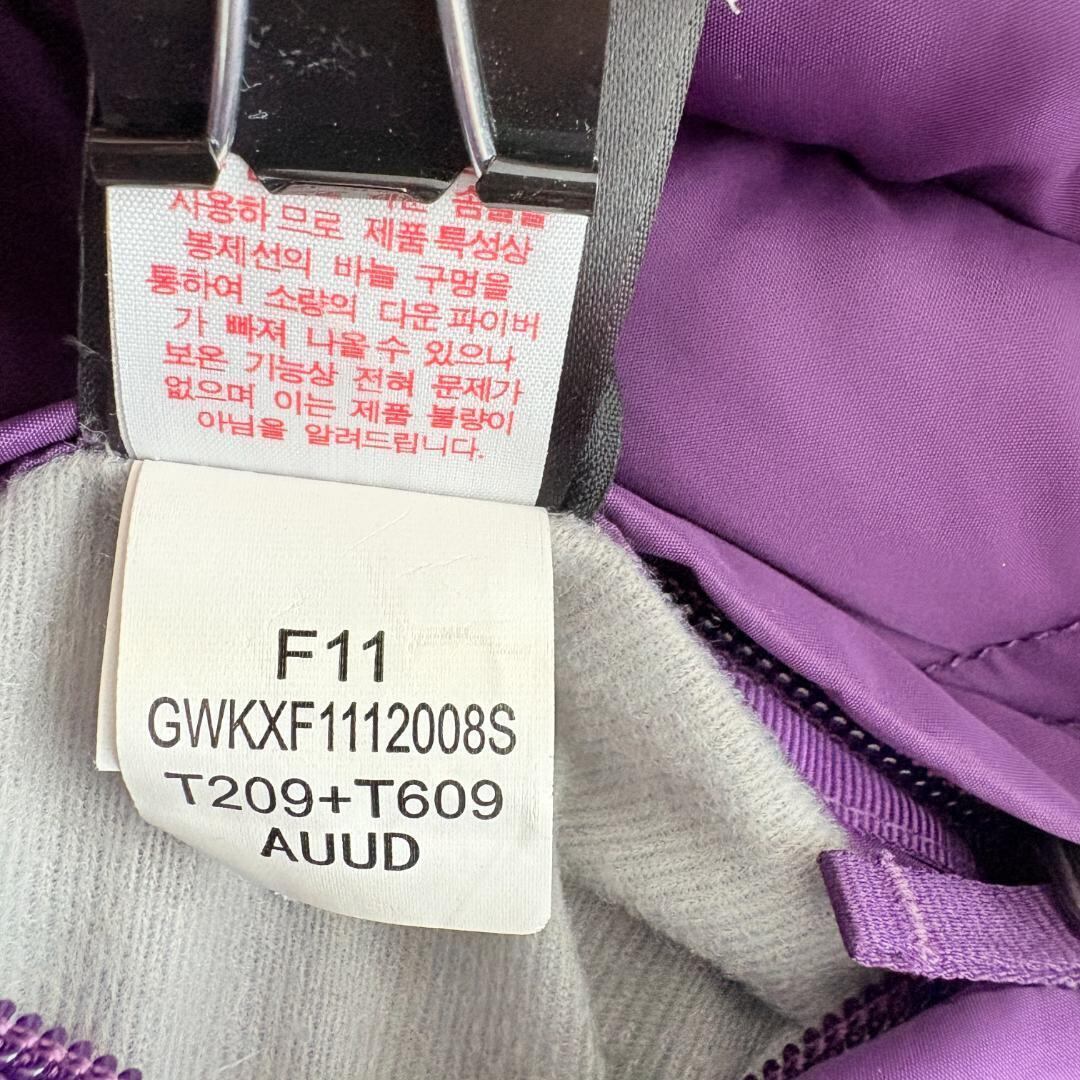 솜털을
사용하므로 제품특성상
봉제선의 바늘 구멍을
통하여 소량의 다운파이버
가 빠져 나올수 있으나
보온 기능상 전혀 문제가
없으며 이는 제품 불량이
아님을 알려드립니다.
F11
GWKXF1112008S
T209+T609
AUUD